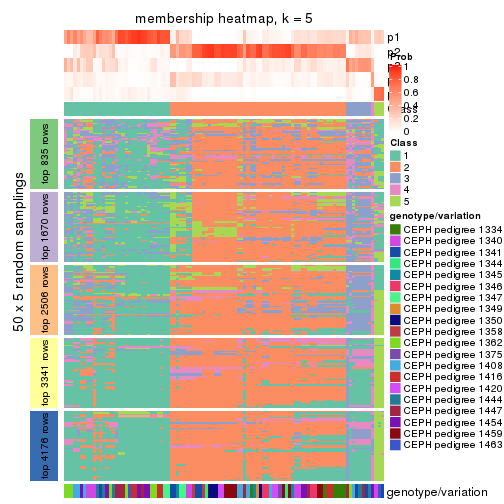 membership heatmap, k = 5
p1
p2
Prob
1
0.8
0.6
0.4
0.2
0
Class
1
2
3
4
5
genotype/variation
CEPH pedigree 1334
CEPH pedigree 1340
CEPH pedigree 1341
CEPH pedigree 1344
CEPH pedigree 1345
CEPH pedigree 1346
CEPH pedigree 1347
CEPH pedigree 1349
CEPH pedigree 1350
CEPH pedigree 1358
CEPH pedigree 1362
CEPH pedigree 1375
CEPH pedigree 1408
CEPH pedigree 1416
CEPH pedigree 1420
CEPH pedigree 1444
CEPH pedigree 1447
CEPH pedigree 1454
CEPH pedigree 1459
CEPH pedigree 1463
50 x 5 random samplings
top 835 rows
top 1670 rows
top 2506 rows
top 3341 rows
top 4176 rows
genotype/variation